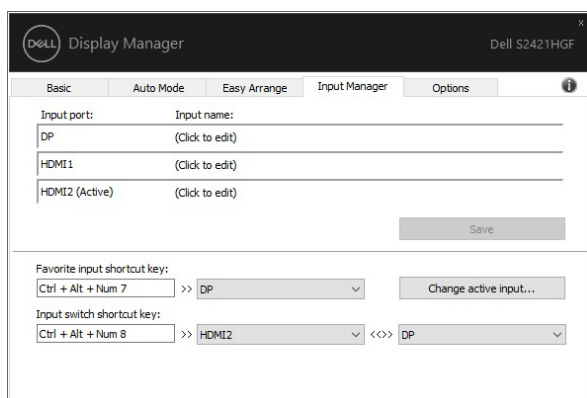 x
DELL Display Manager Dell S2421HGF
Basic Auto Mode Easy Arrange Input Manager Options i
Input port: Input name:
DP (Click to edit)
HDMI1 (Click to edit)
HDMI2 (Active) (Click to edit)
Save
Favorite input shortcut key:
Ctrl + Alt + Num 7 >> DP Change active input...
Input switch shortcut key:
Ctrl + Alt + Num 8 >> HDMI2 <<>> DP